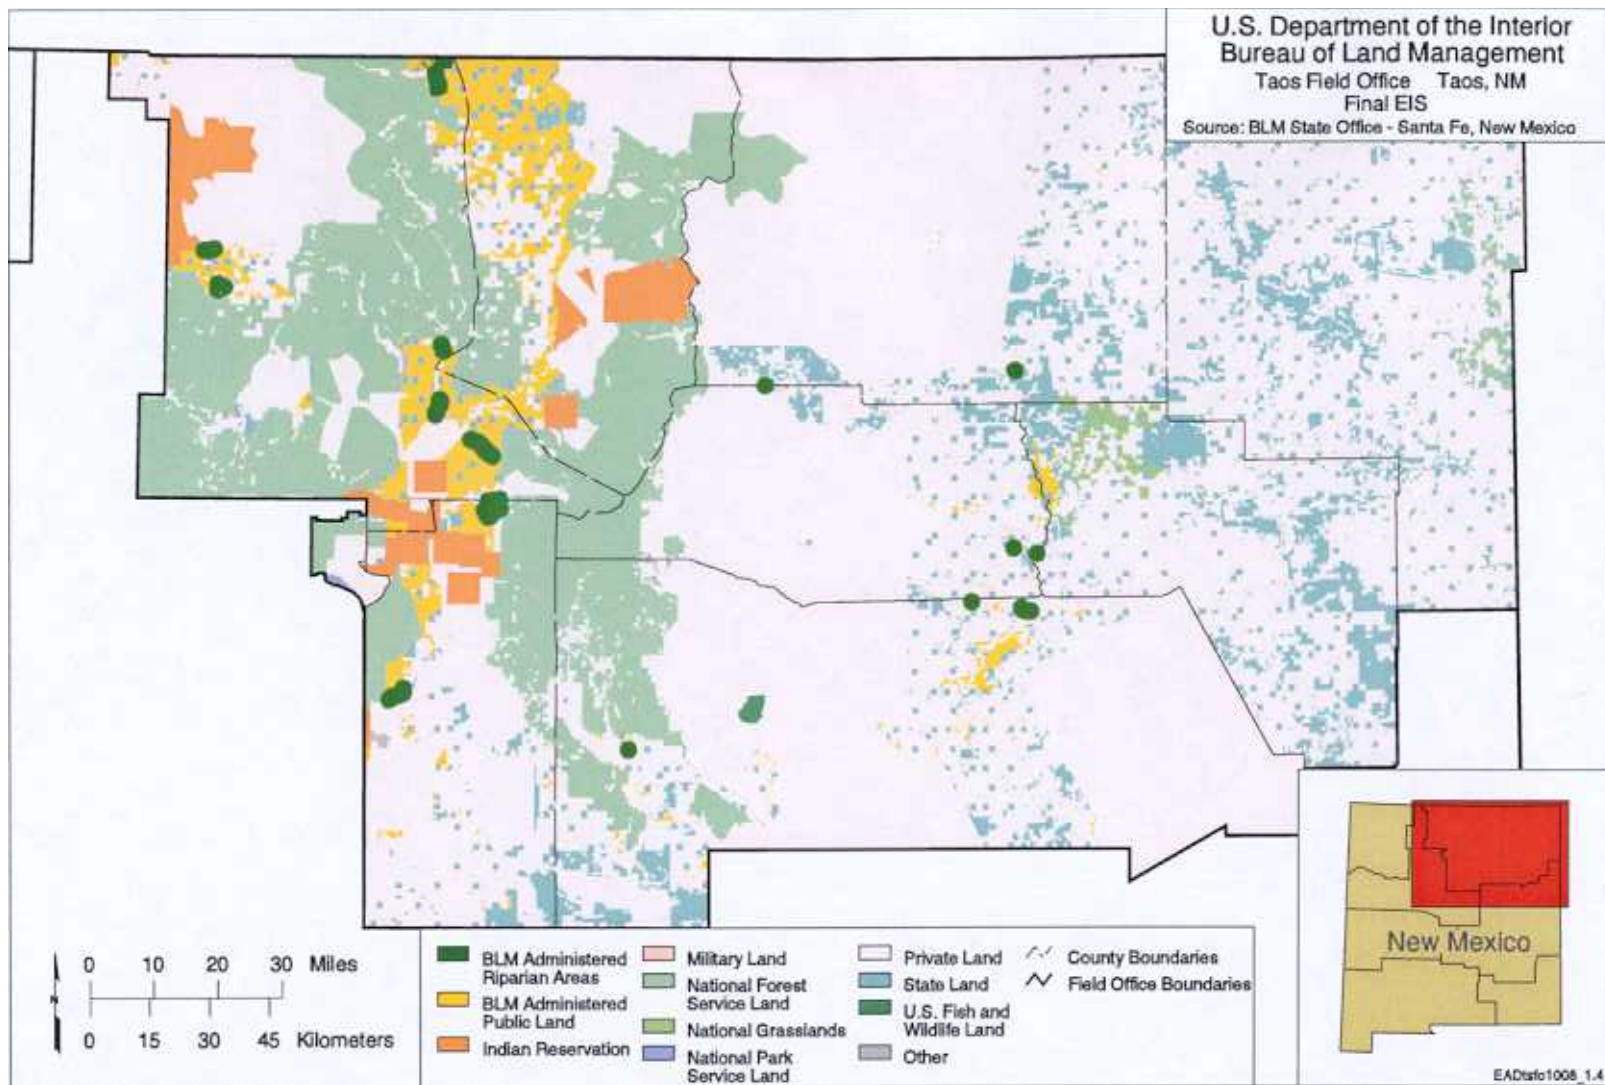 U.S. Department of the Interior
Bureau of Land Management
Taos Field Office Taos, NM
Final EIS
Source: BLM State Office - Santa Fe, New Mexico
New Mexico
N
0 10 20 30 Miles
0 15 30 45 Kilometers
BLM Administered
Riparian Areas
BLM Administered
Public Land
Indian Reservation
Military Land
National Forest
Service Land
National Grasslands
National Park
Service Land
Private Land
State Land
U.S. Fish and
Wildlife Land
Other
County Boundaries
Field Office Boundaries
EADtsfo1008_1.4